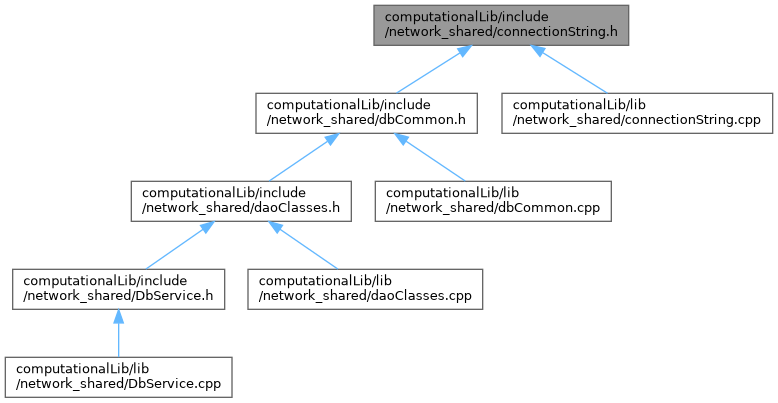 computationalLib/include
/network_shared/connectionString.h
computationalLib/include
/network_shared/dbCommon.h
computationalLib/lib
/network_shared/connectionString.cpp
computationalLib/include
/network_shared/daoClasses.h
computationalLib/lib
/network_shared/dbCommon.cpp
computationalLib/include
/network_shared/DbService.h
computationalLib/lib
/network_shared/daoClasses.cpp
computationalLib/lib
/network_shared/DbService.cpp